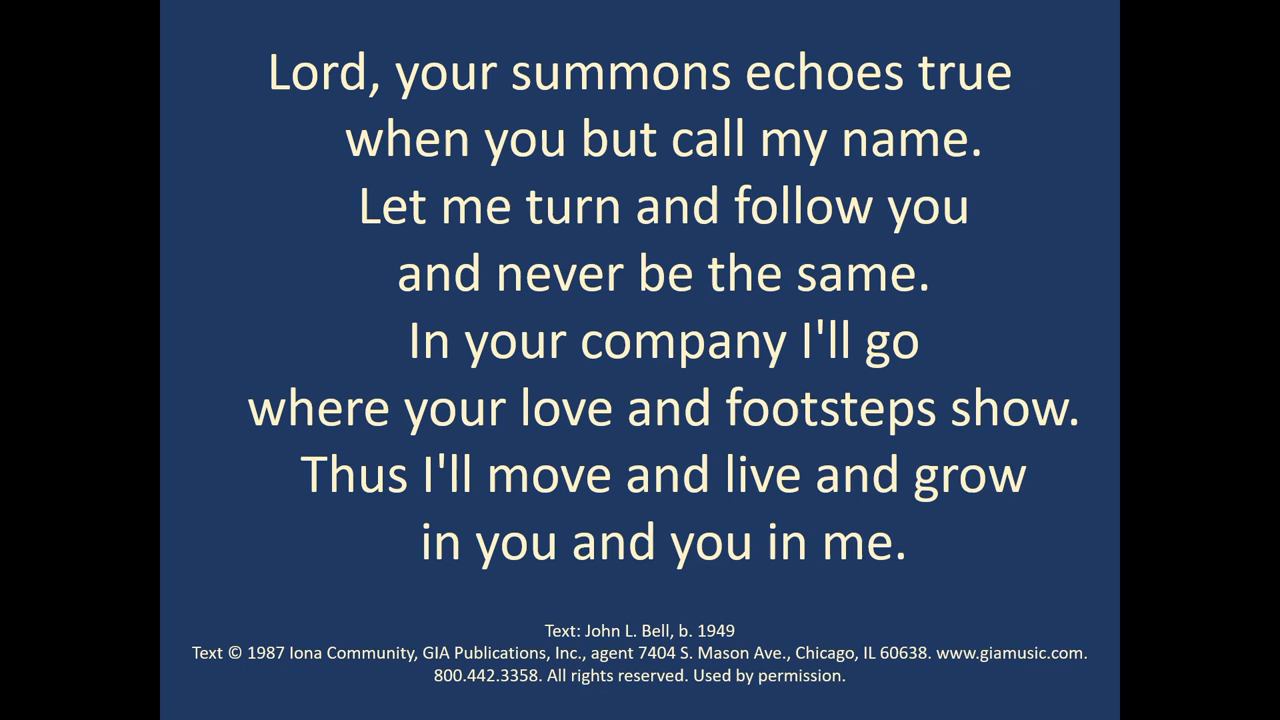 Lord, your summons echoes true
when you but call my name.
Let me turn and follow you
and never be the same.
In your company I'll go
where your love and footsteps show.
Thus I'll move and live and grow
in you and you in me.
Text: John L. Bell, b. 1949
Text © 1987 Iona Community, GIA Publications, Inc., agent 7404 S. Mason Ave., Chicago, IL 60638. www.giamusic.com.
800.442.3358. All rights reserved. Used by permission.